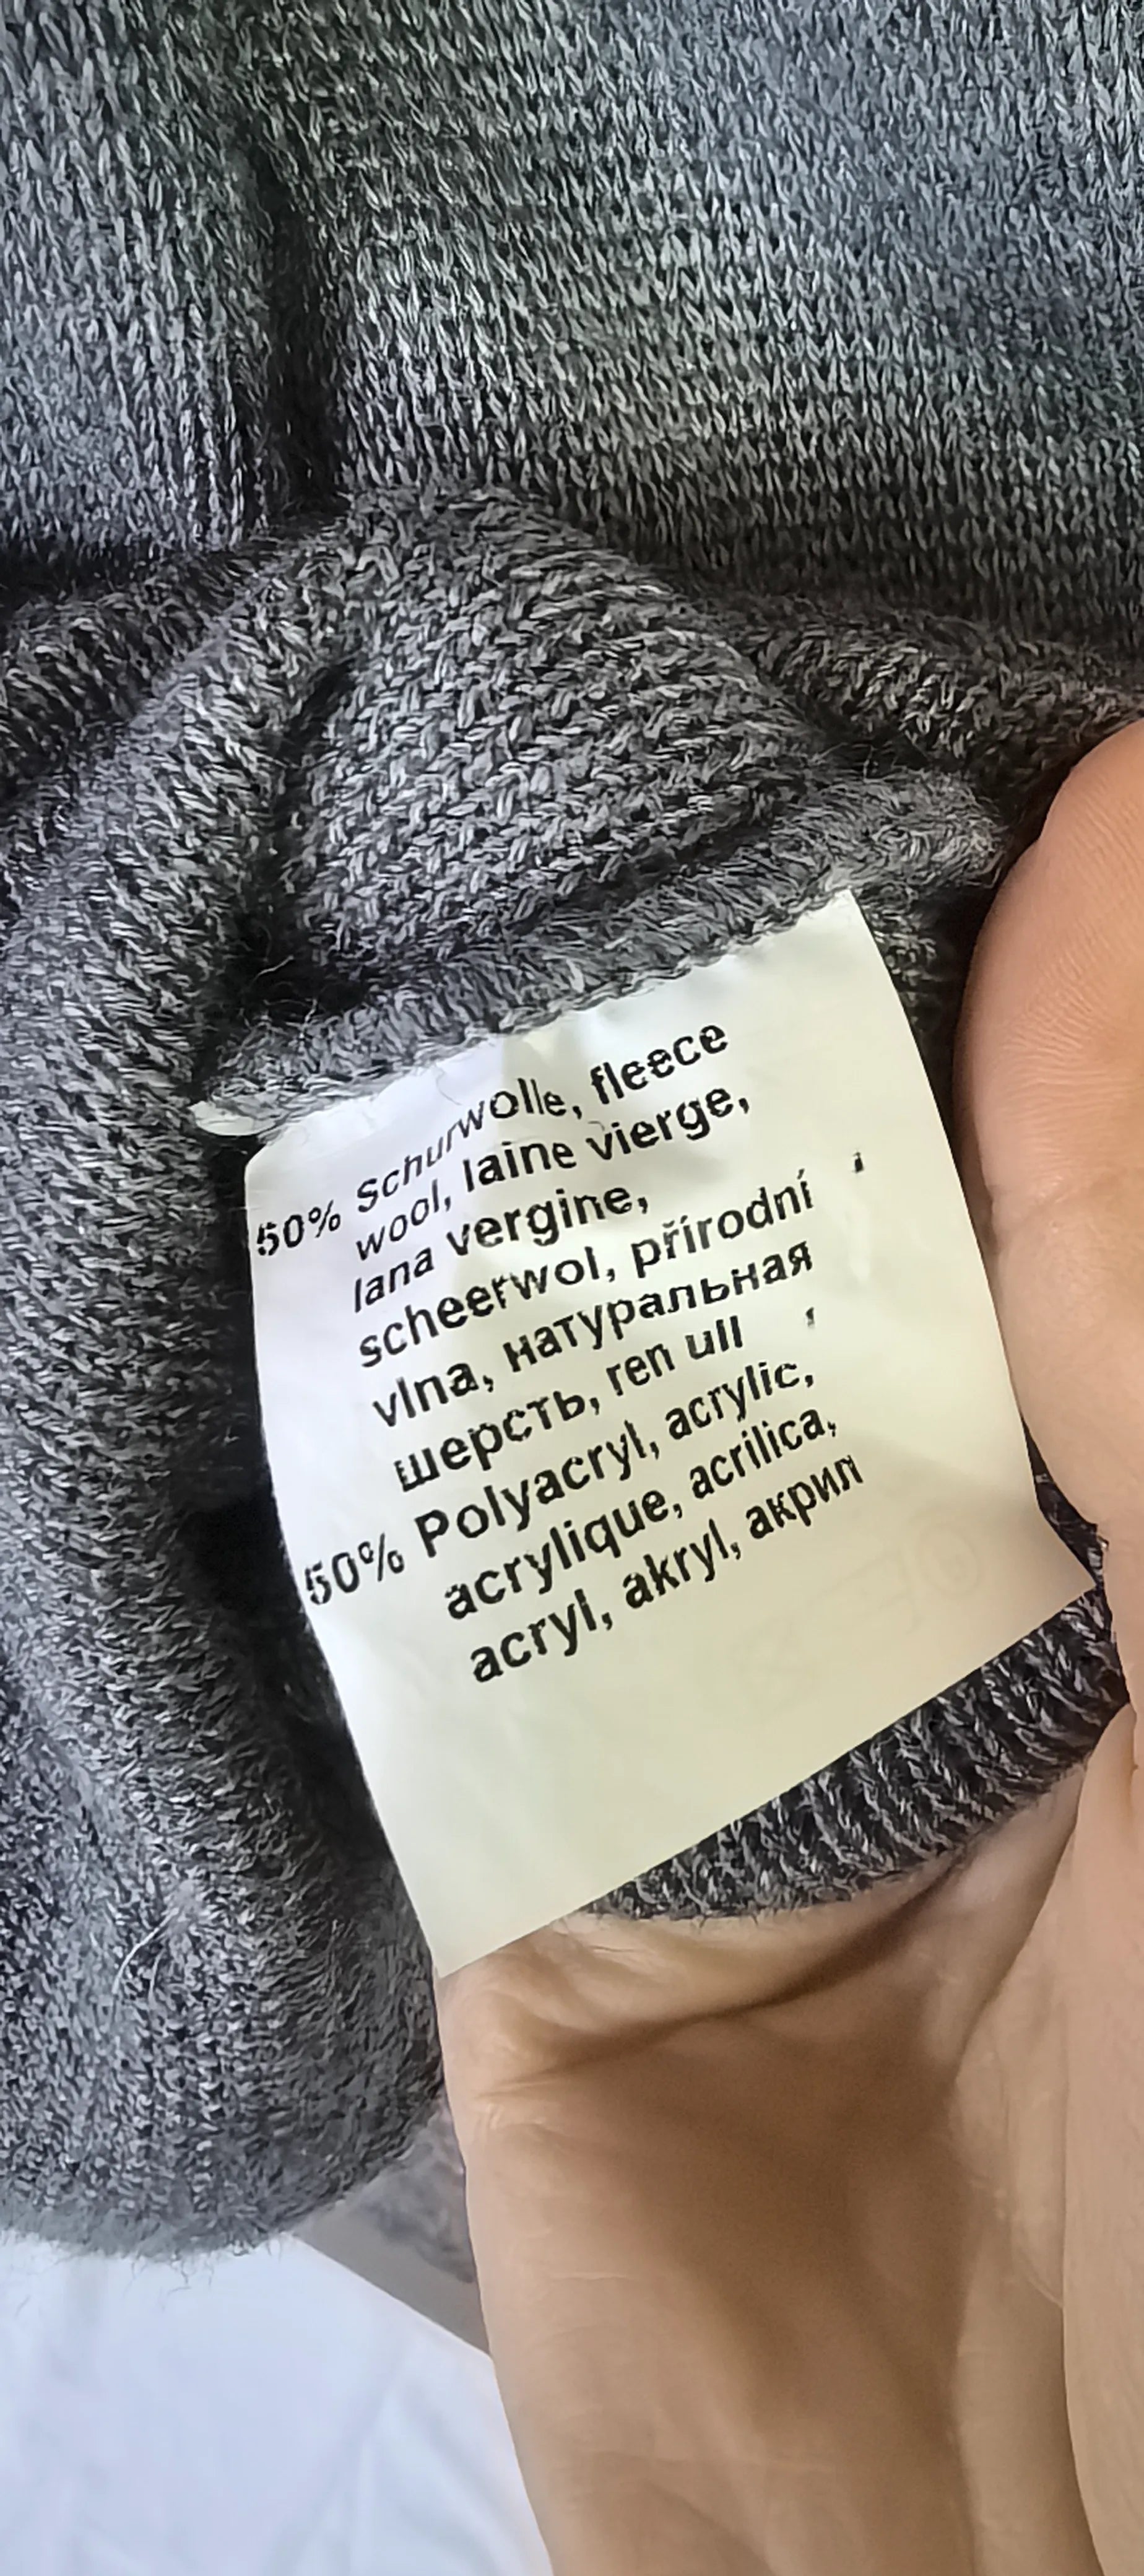 50% Schurwolle, fleece
wool, laine vierge,
lana vergine,
scheerwol, přírodní
vlna, натуральная
шерсть, ren ull
50% Polyacryl, acrylic,
acrylique, acrilica,
acryl, akryl, акрил